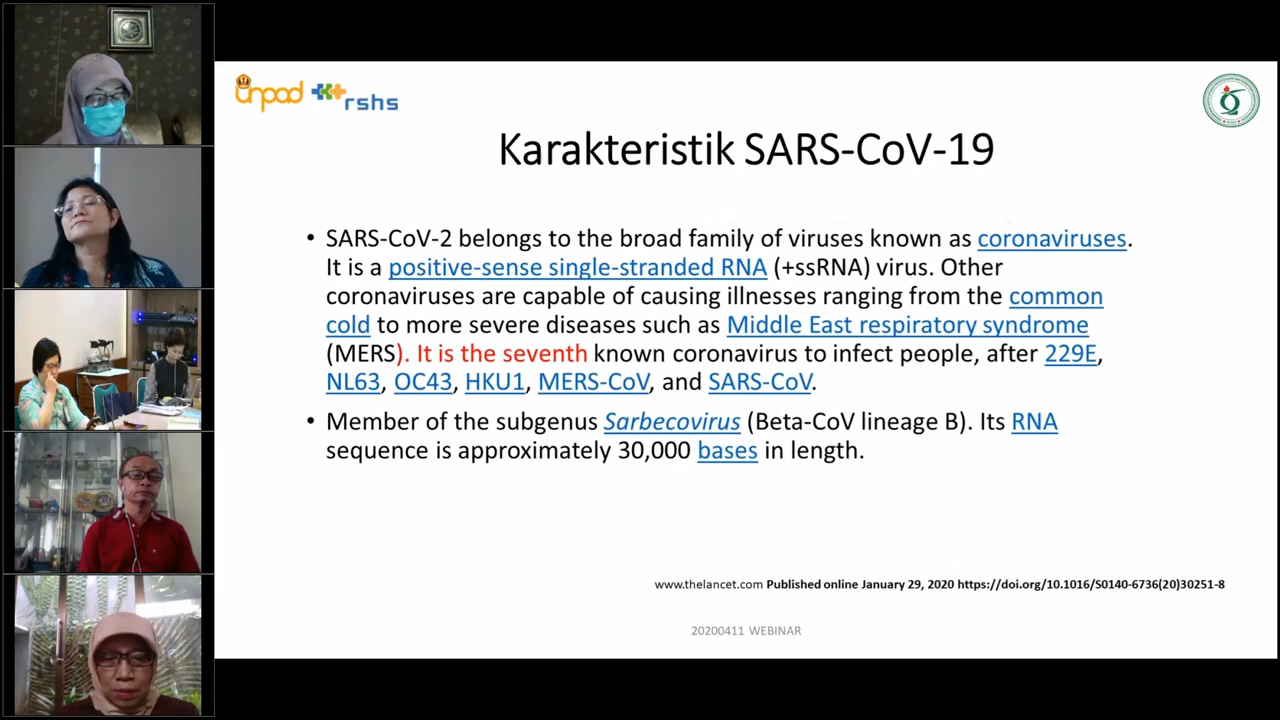 unpad rshs
Karakteristik SARS-CoV-19
• SARS-CoV-2 belongs to the broad family of viruses known as coronaviruses.
It is a positive-sense single-stranded RNA (+ssRNA) virus. Other
coronaviruses are capable of causing illnesses ranging from the common
cold to more severe diseases such as Middle East respiratory syndrome
(MERS). It is the seventh known coronavirus to infect people, after 229E,
NL63, OC43, HKU1, MERS-CoV, and SARS-CoV.
• Member of the subgenus Sarbecovirus (Beta-CoV lineage B). Its RNA
sequence is approximately 30,000 bases in length.
www.thelancet.com Published online January 29, 2020 https://doi.org/10.1016/S0140-6736(20)30251-8
20200411 WEBINAR